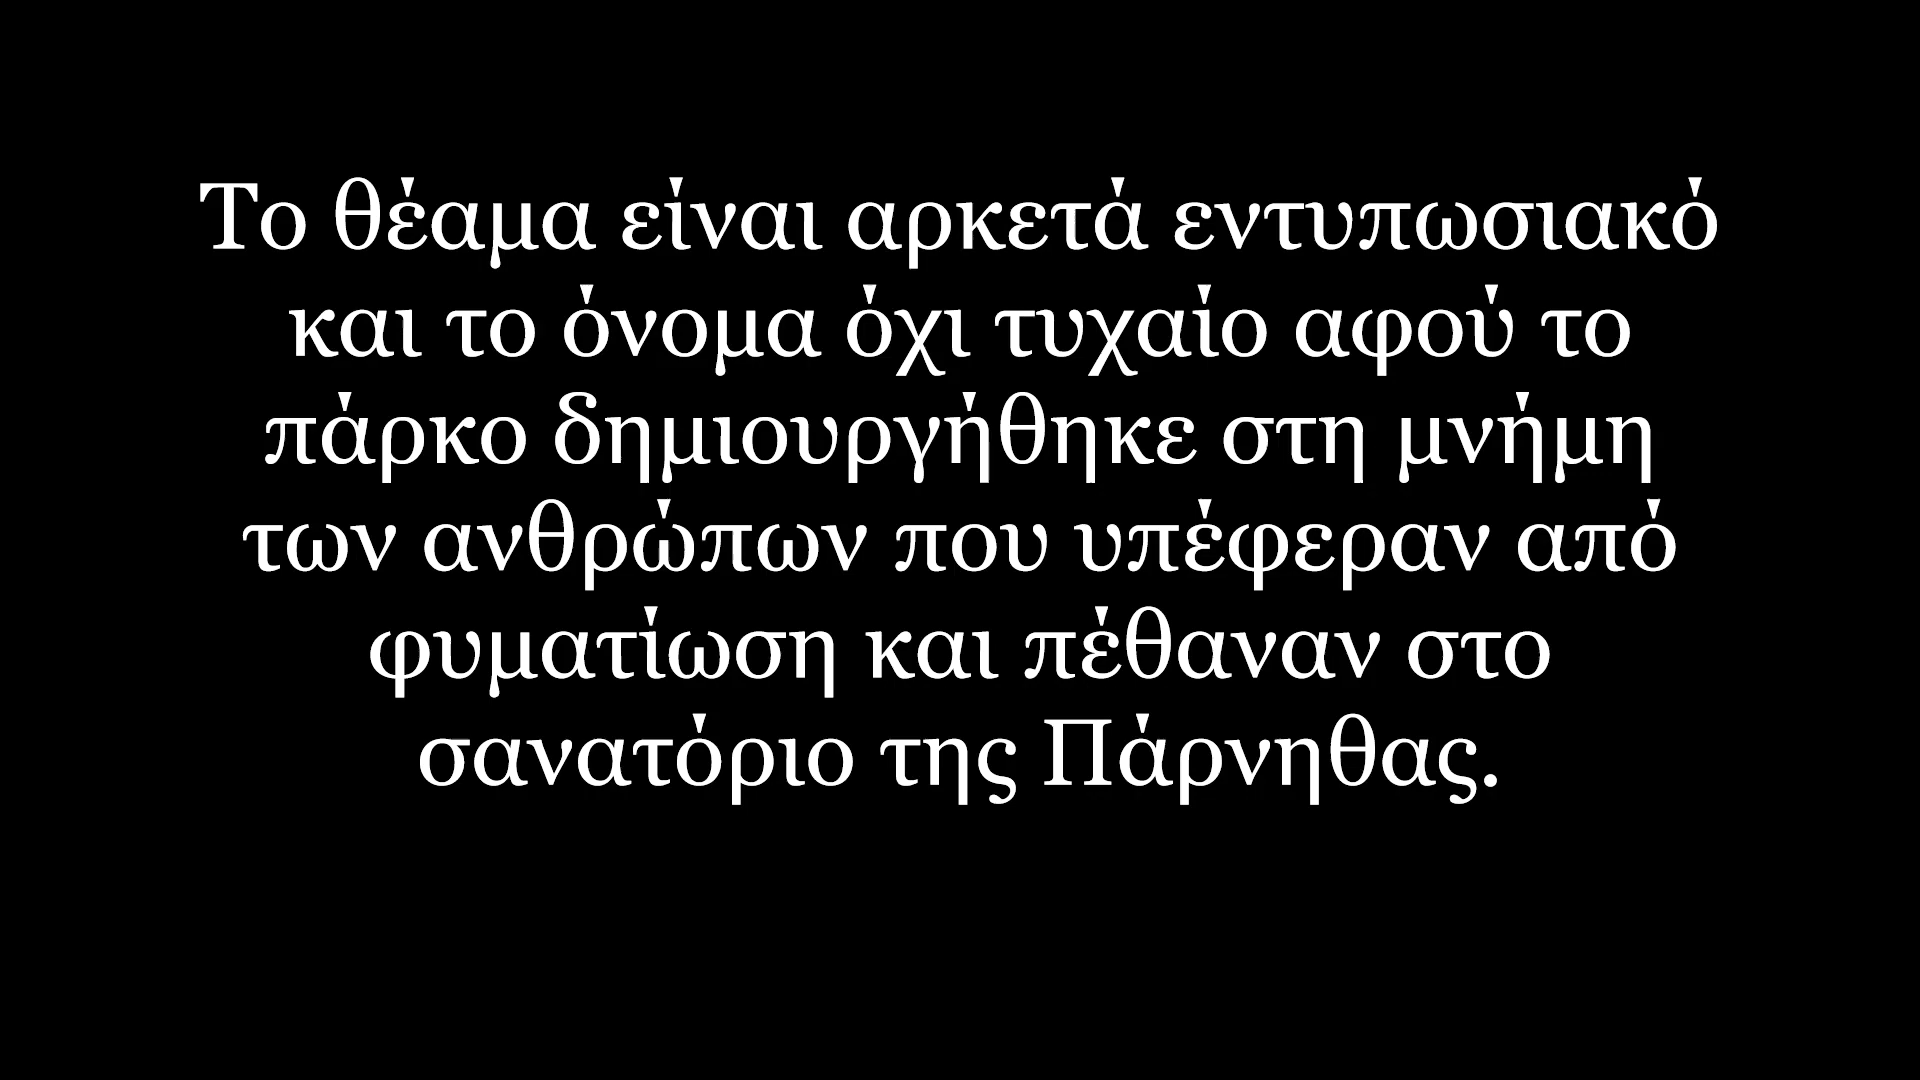 Το θέαμα είναι αρκετά εντυπωσιακό
και το όνομα όχι τυχαίο αφού το
πάρκο δημιουργήθηκε στη μνήμη
των ανθρώπων που υπέφεραν από
φυματίωση και πέθαναν στο
σανατόριο της Πάρνηθας.